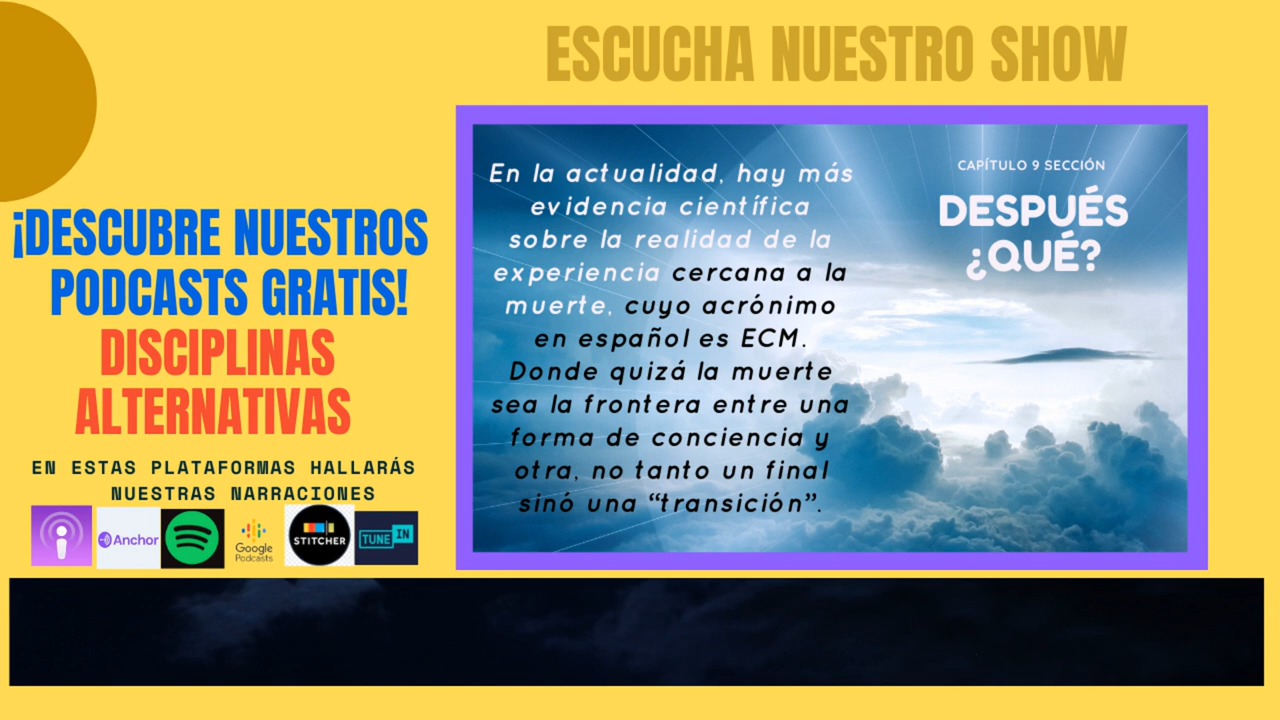 ESCUCHA NUESTRO SHOW
¡DESCUBRE NUESTROS
PODCASTS GRATIS!
DISCIPLINAS
ALTERNATIVAS
EN ESTAS PLATAFORMAS HALLARÁS
NUESTRAS NARRACIONES
Anchor
Google
Podcasts
STITCHER
TUNE IN
En la actualidad, hay más
evidencia científica
sobre la realidad de la
experiencia cercana a la
muerte, cuyo acrónimo
en español es ECM.
Donde quizá la muerte
sea la frontera entre una
forma de conciencia y
otra, no tanto un final
sinó una “transición”.
CAPÍTULO 9 SECCIÓN
DESPUÉS
¿QUÉ?